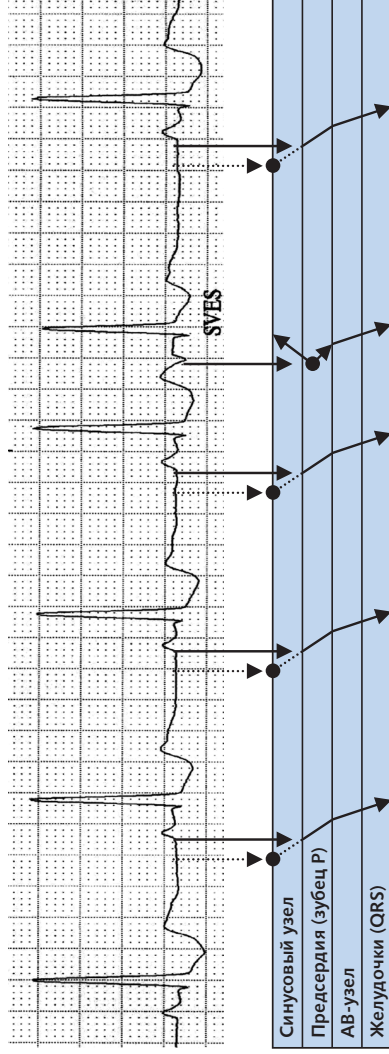 SVES
Синусовый узел
Предсердия (зубец P)
АВ-узел
Желудочки (QRS)